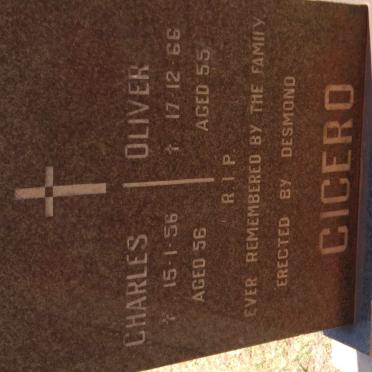 CHARLES OLIVER
† 15-1-56 † 17-12-66
AGED 56 AGED 55
R.I.P.
EVER REMEMBERED BY THE FAMILY
ERECTED BY DESMOND
CICERO